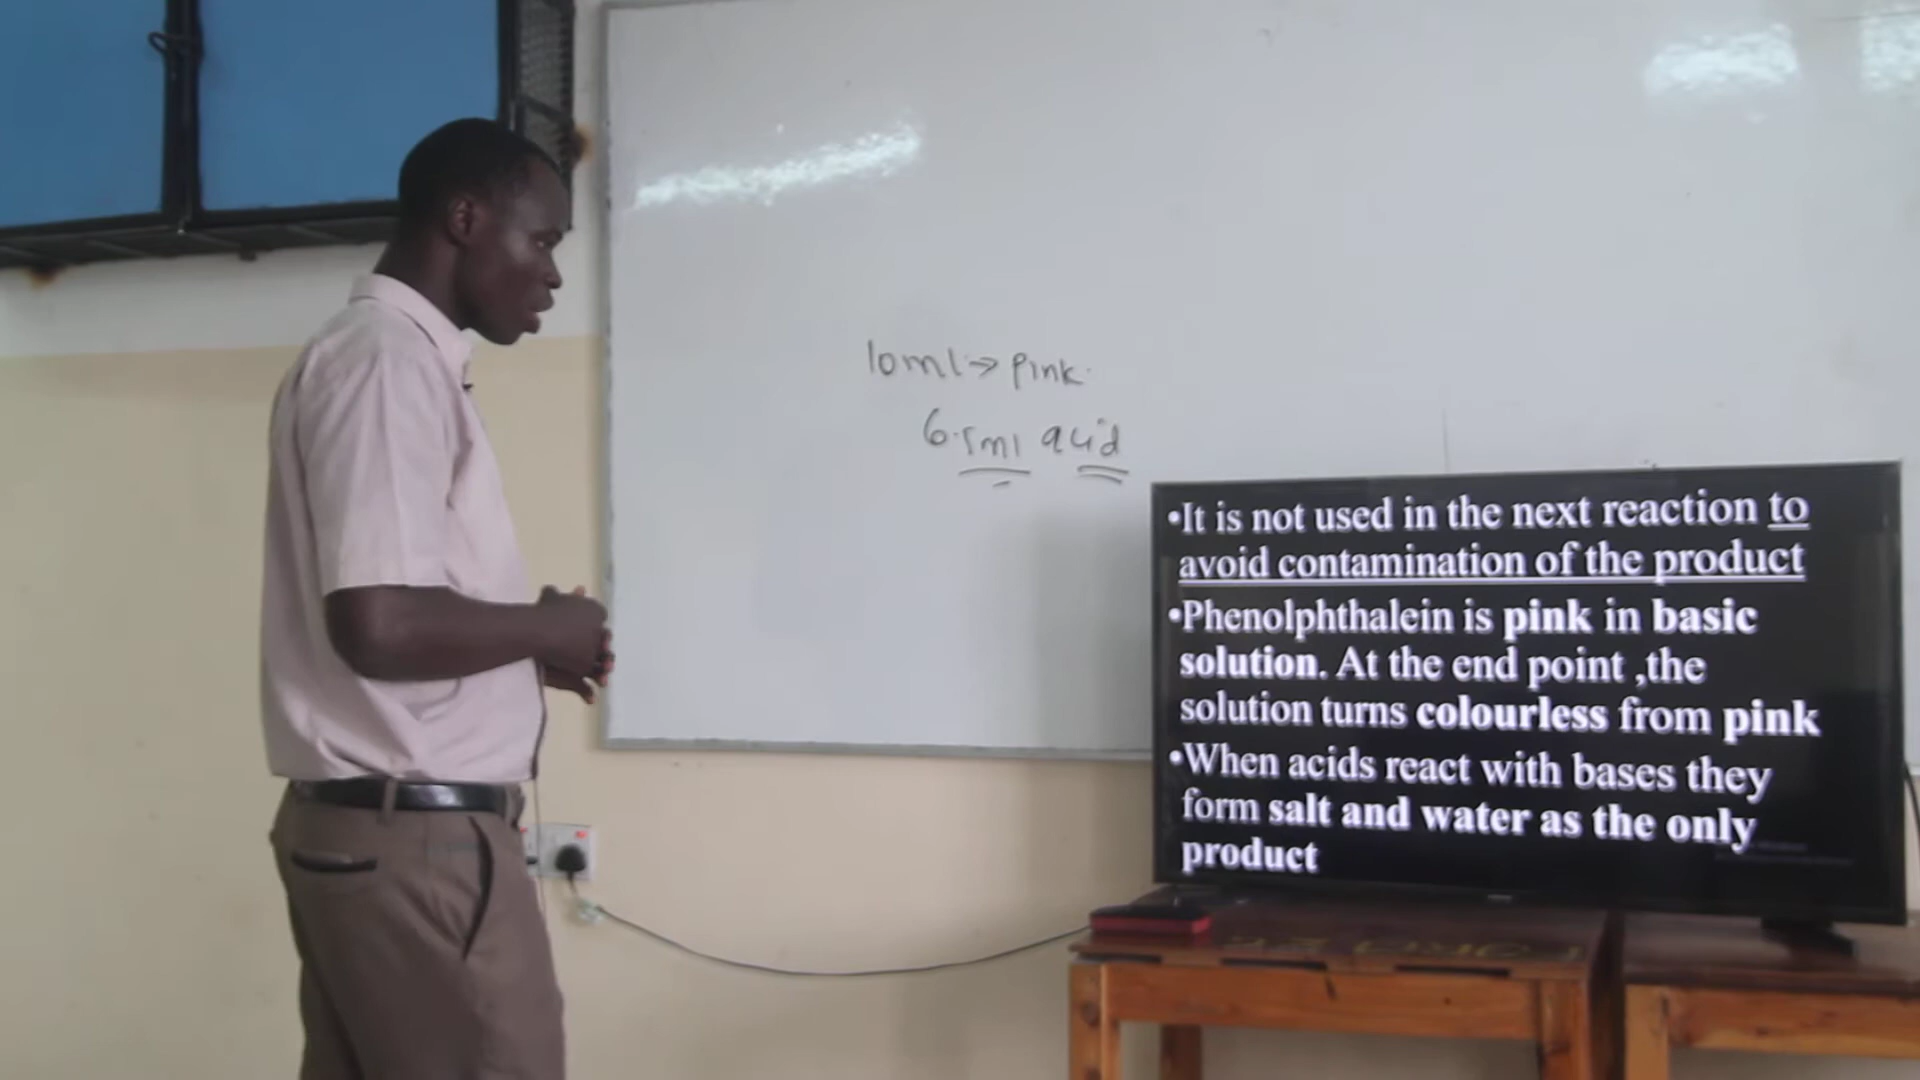 10ml → pink.
6.5ml acid
•It is not used in the next reaction to
avoid contamination of the product
•Phenolphthalein is pink in basic
solution. At the end point ,the
solution turns colourless from pink
•When acids react with bases they
form salt and water as the only
product